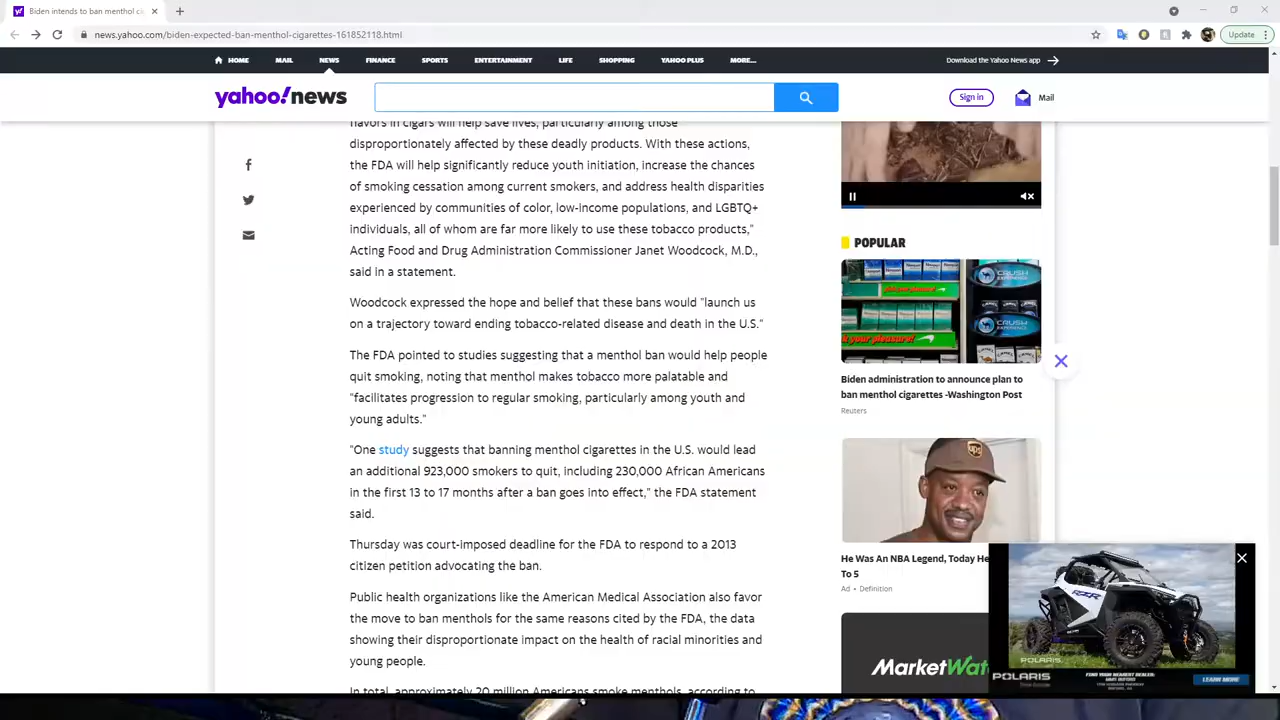 Biden intends to ban menthol ci
news.yahoo.com/biden-expected-ban-menthol-cigarettes-161852118.html
Update
HOME
MAIL
NEWS
FINANCE
SPORTS
ENTERTAINMENT
LIFE
SHOPPING
YAHOO PLUS
MORE...
Download the Yahoo News app
yahoo!news
Sign in
Mail
flavors in cigars will help save lives, particularly among those
disproportionately affected by these deadly products. With these actions,
the FDA will help significantly reduce youth initiation, increase the chances
of smoking cessation among current smokers, and address health disparities
experienced by communities of color, low-income populations, and LGBTQ+
individuals, all of whom are far more likely to use these tobacco products,"
Acting Food and Drug Administration Commissioner Janet Woodcock, M.D.,
said in a statement.
Woodcock expressed the hope and belief that these bans would "launch us
on a trajectory toward ending tobacco-related disease and death in the U.S."
The FDA pointed to studies suggesting that a menthol ban would help people
quit smoking, noting that menthol makes tobacco more palatable and
"facilitates progression to regular smoking, particularly among youth and
young adults."
"One study suggests that banning menthol cigarettes in the U.S. would lead
an additional 923,000 smokers to quit, including 230,000 African Americans
in the first 13 to 17 months after a ban goes into effect," the FDA statement
said.
Thursday was court-imposed deadline for the FDA to respond to a 2013
citizen petition advocating the ban.
Public health organizations like the American Medical Association also favor
the move to ban menthols for the same reasons cited by the FDA, the data
showing their disproportionate impact on the health of racial minorities and
young people.
In total, approximately 20 million Americans smoke menthols, according to
POPULAR
CRUSH
EXPERIENCE
CRUSH
EXPERIENCE
your pleasure!
Biden administration to announce plan to
ban menthol cigarettes -Washington Post
Reuters
ups
He Was An NBA Legend, Today He
To 5
Ad • Definition
MarketWat
RZR
POLARIS
POLARIS
FIND YOUR NEAREST DEALER:
LEARN MORE